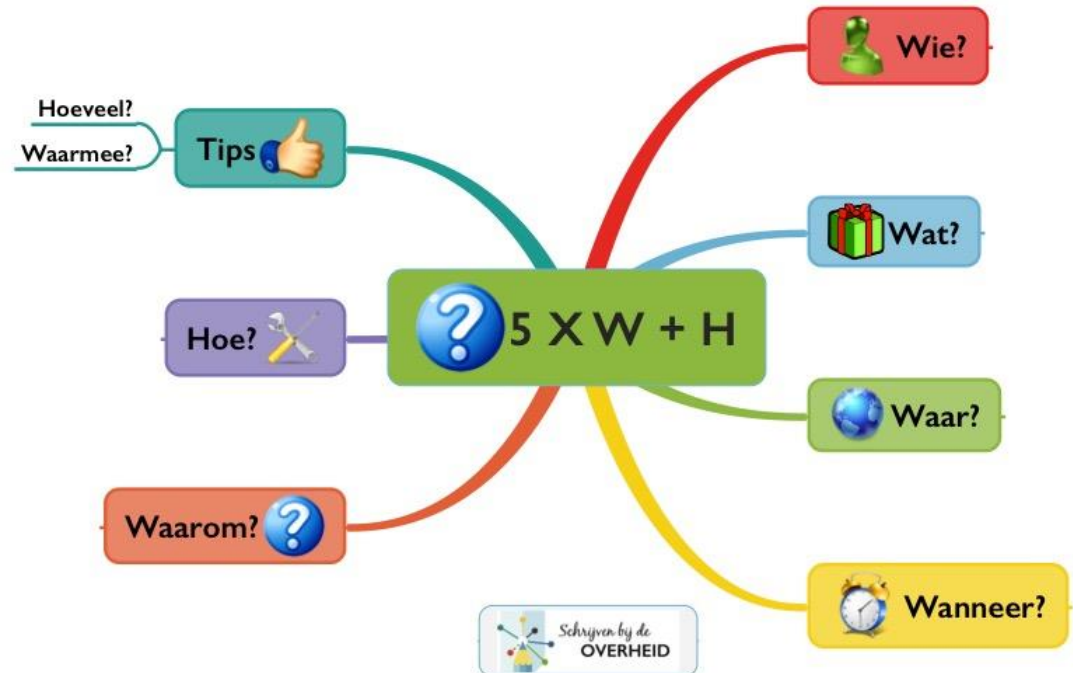 5 X W + H
Wie?
Wat?
Waar?
Wanneer?
Waarom?
Hoe?
Tips
Hoeveel?
Waarmee?
Schrijven bij de
OVERHEID